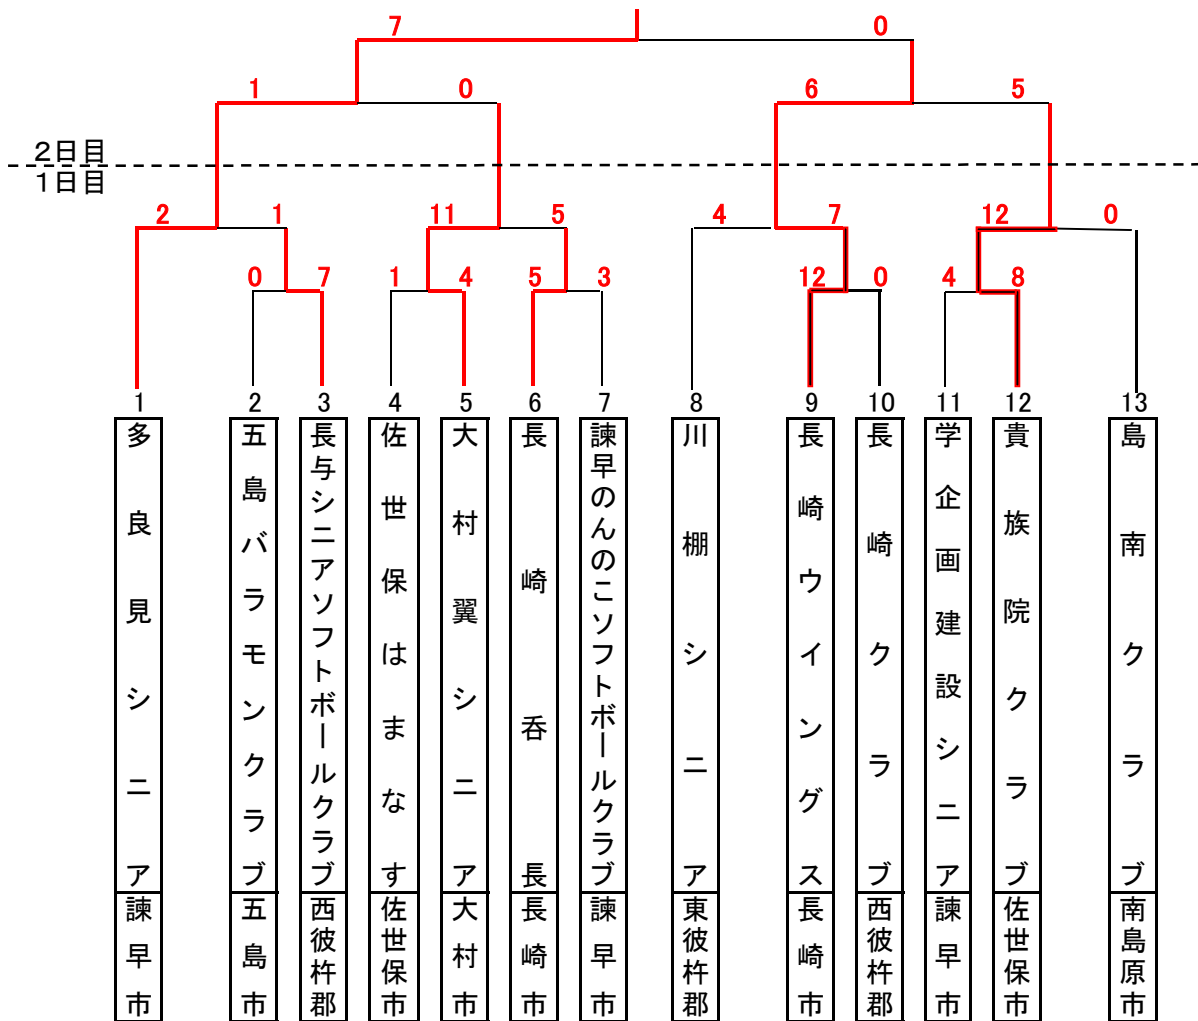 7 0
1 0 6 5
2日目
1日目
2 1 11 5 4 7 12 0
0 7 1 4 5 3 12 0 4 8
1 2 3 4 5 6 7 8 9 10 11 12 13
多良見シニア
五島バラモンクラブ
長与シニアソフトボールクラブ
佐世保はまなす
大村翼シニア
長崎呑長
諫早のんのこソフトボールクラブ
川棚シニア
長崎ウイングス
長崎クラブ
学企画建設シニア
貴族院クラブ
島南クラブ
諫早市
五島市
西彼杵郡
佐世保市
大村市
長崎市
諫早市
東彼杵郡
長崎市
西彼杵郡
諫早市
佐世保市
南島原市